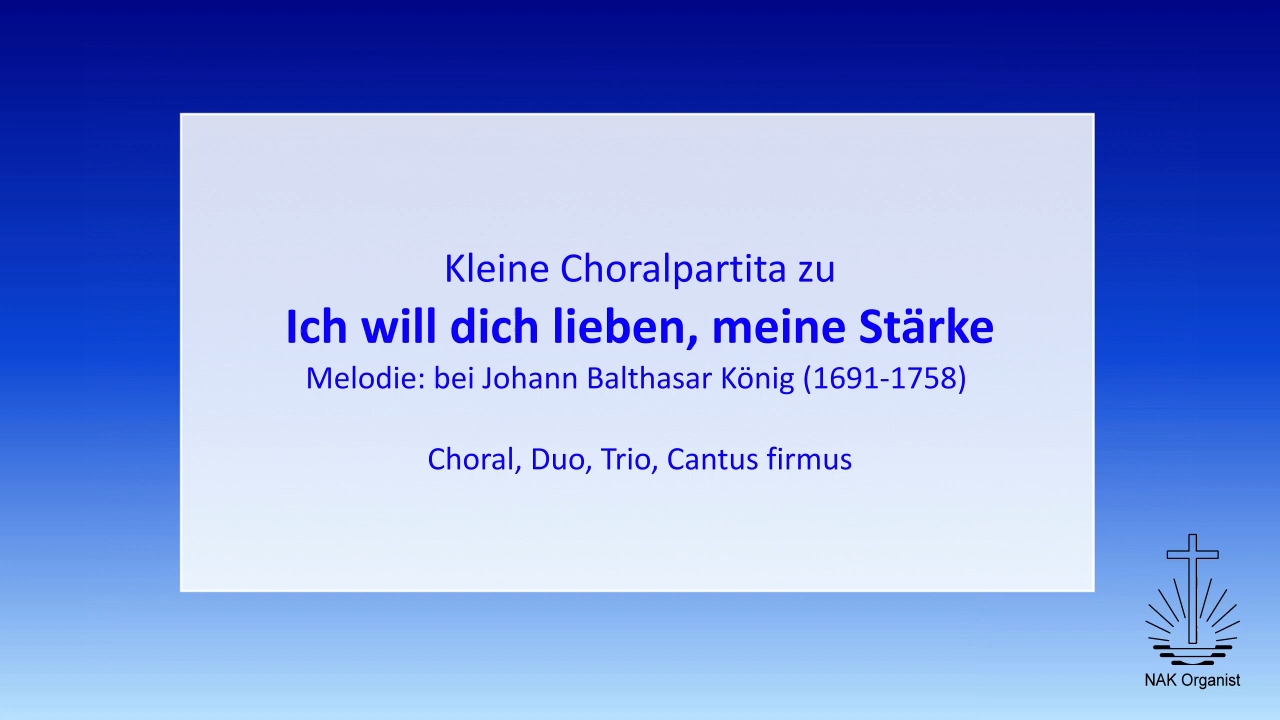 Kleine Choralpartita zu
Ich will dich lieben, meine Stärke
Melodie: bei Johann Balthasar König (1691-1758)
Choral, Duo, Trio, Cantus firmus
NAK Organist